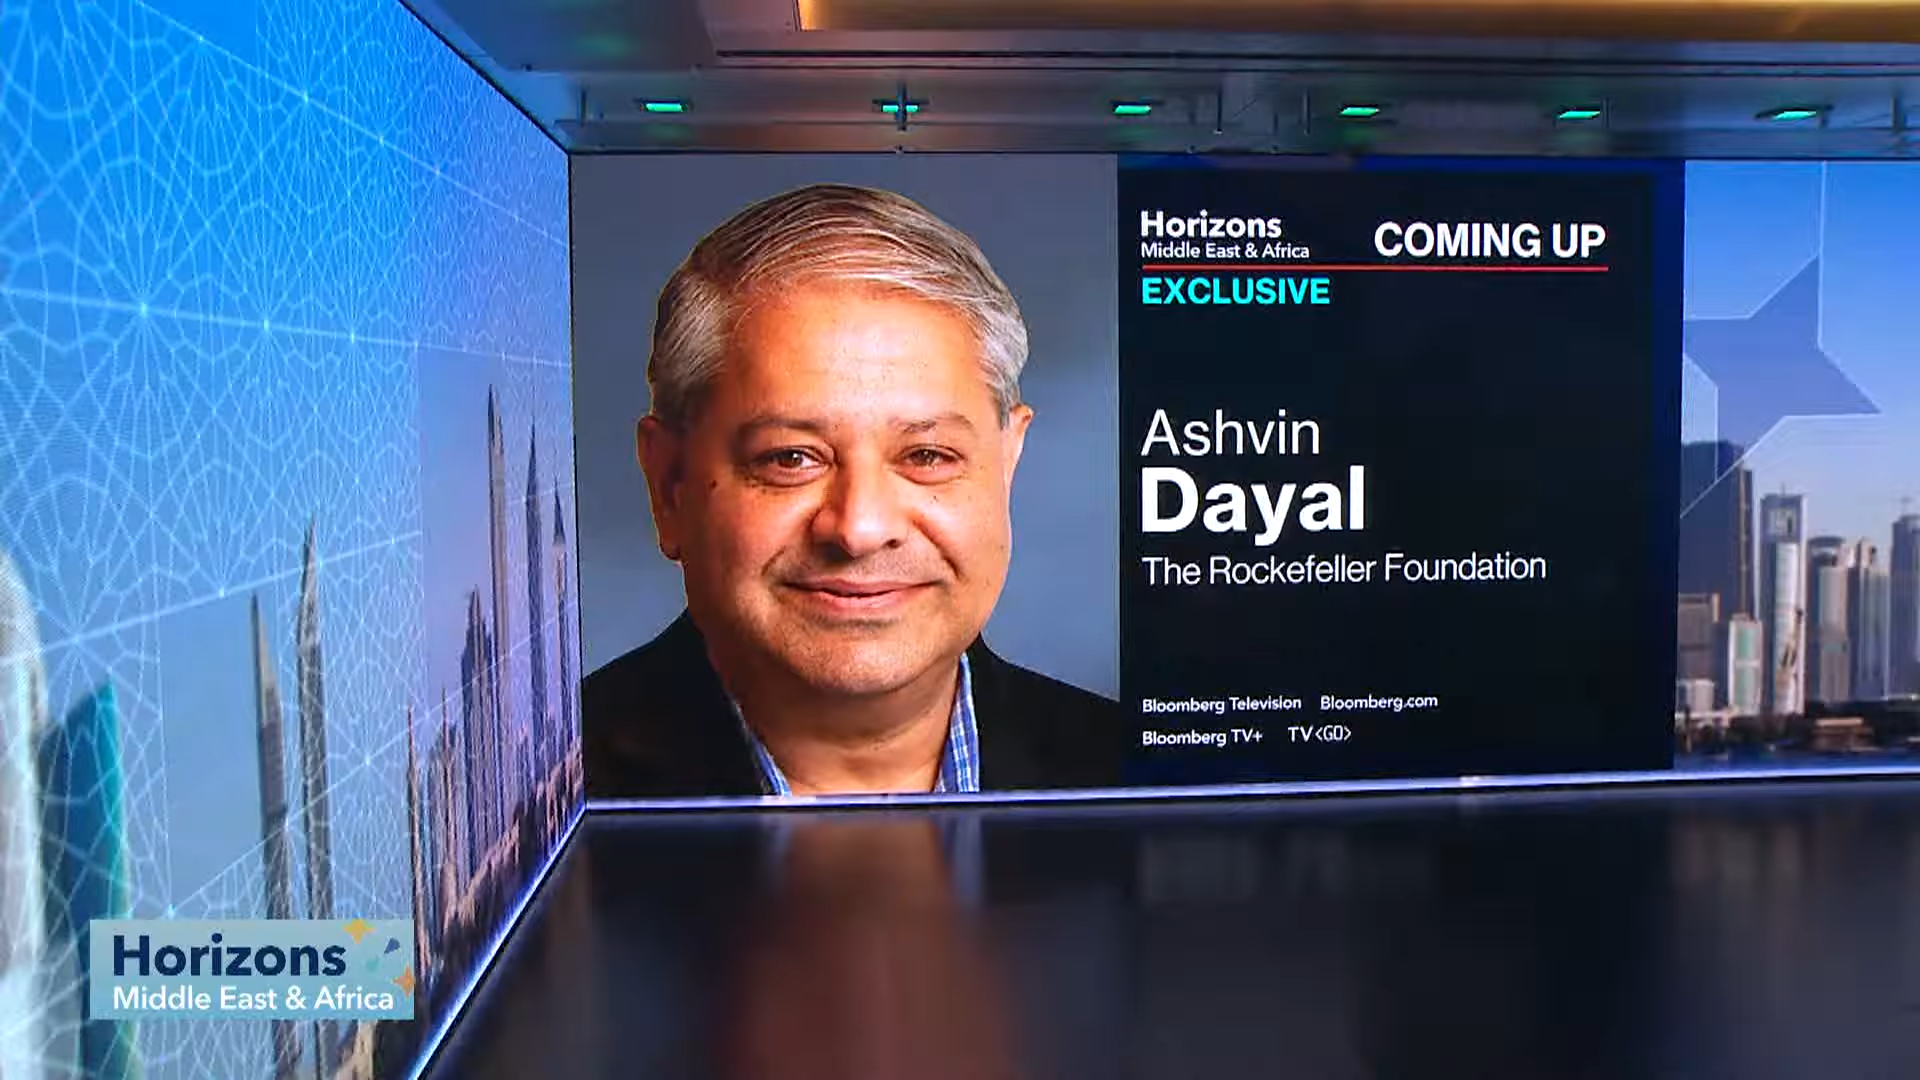 Horizons
Middle East & Africa
COMING UP
EXCLUSIVE
Ashvin
Dayal
The Rockefeller Foundation
Bloomberg Television Bloomberg.com
Bloomberg TV+ TV<GO>
Horizons
Middle East & Africa